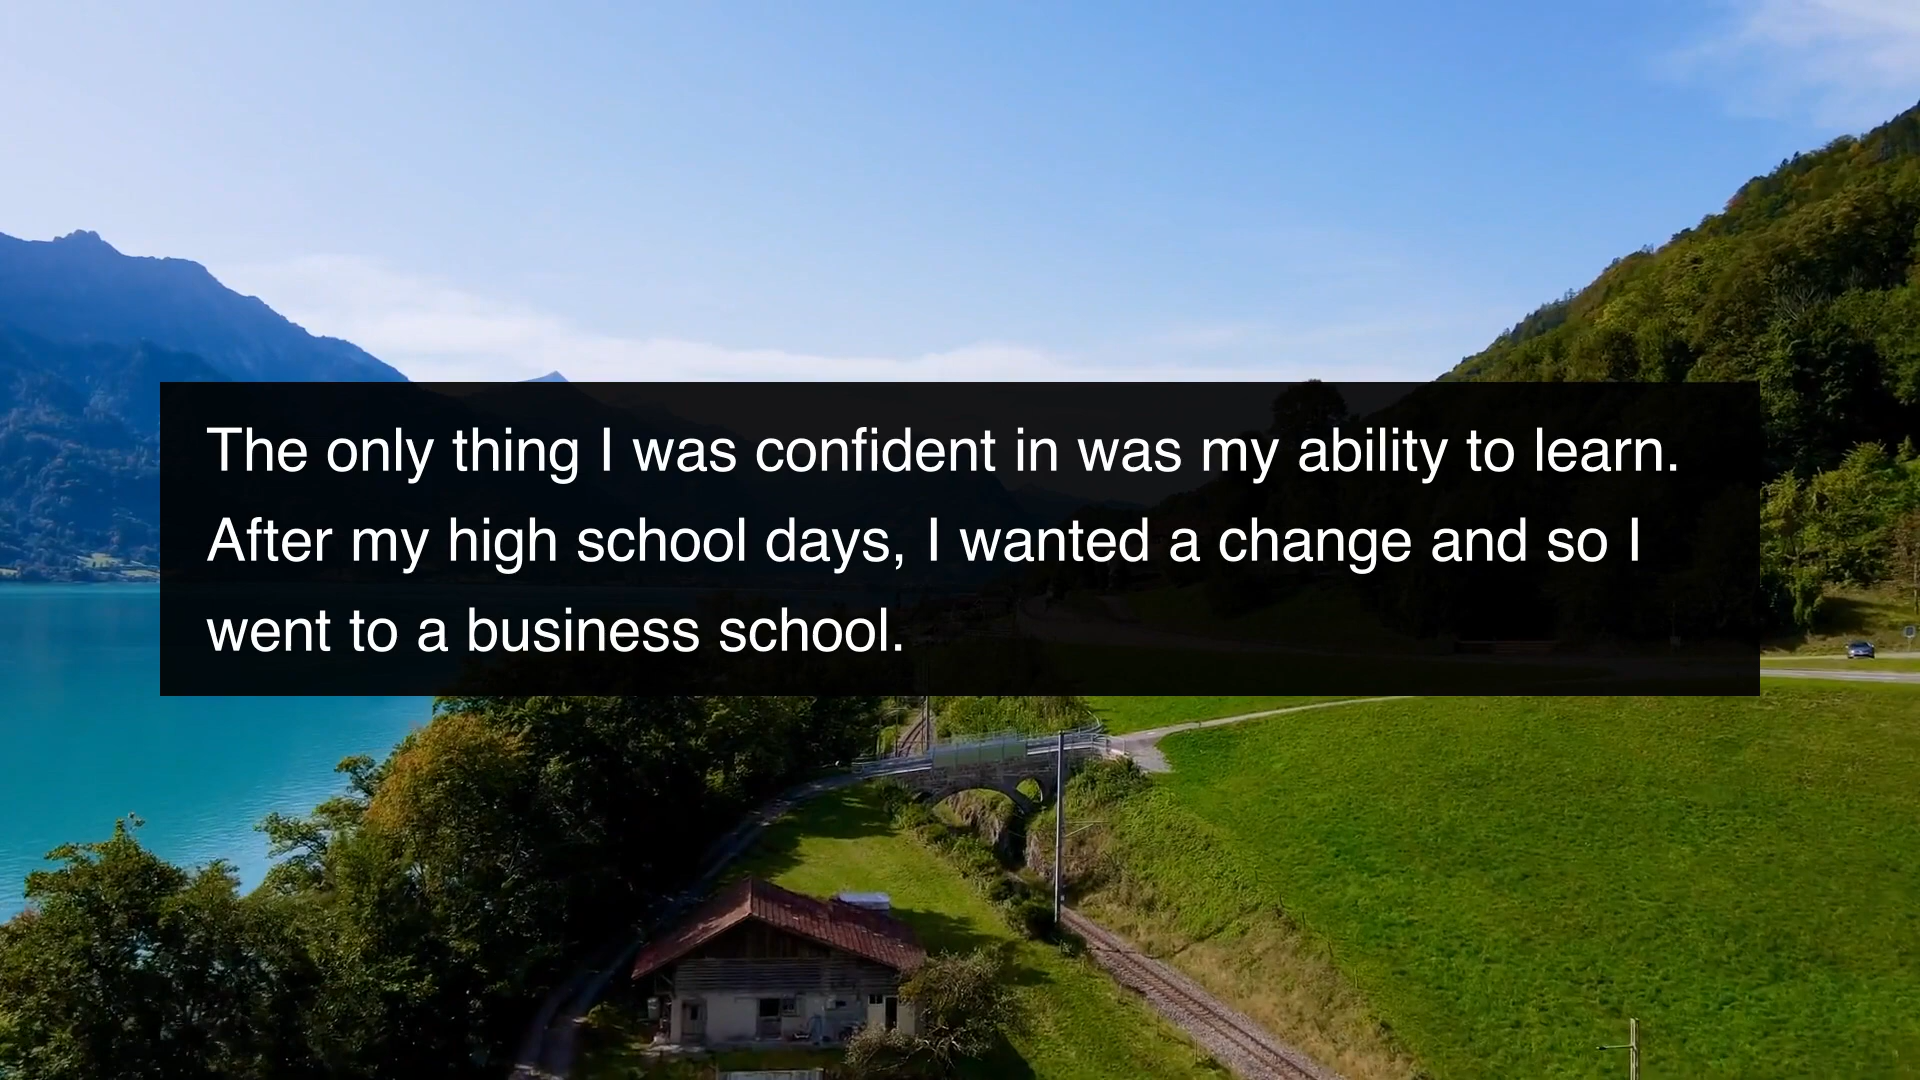 The only thing I was confident in was my ability to learn.
After my high school days, I wanted a change and so I
went to a business school.